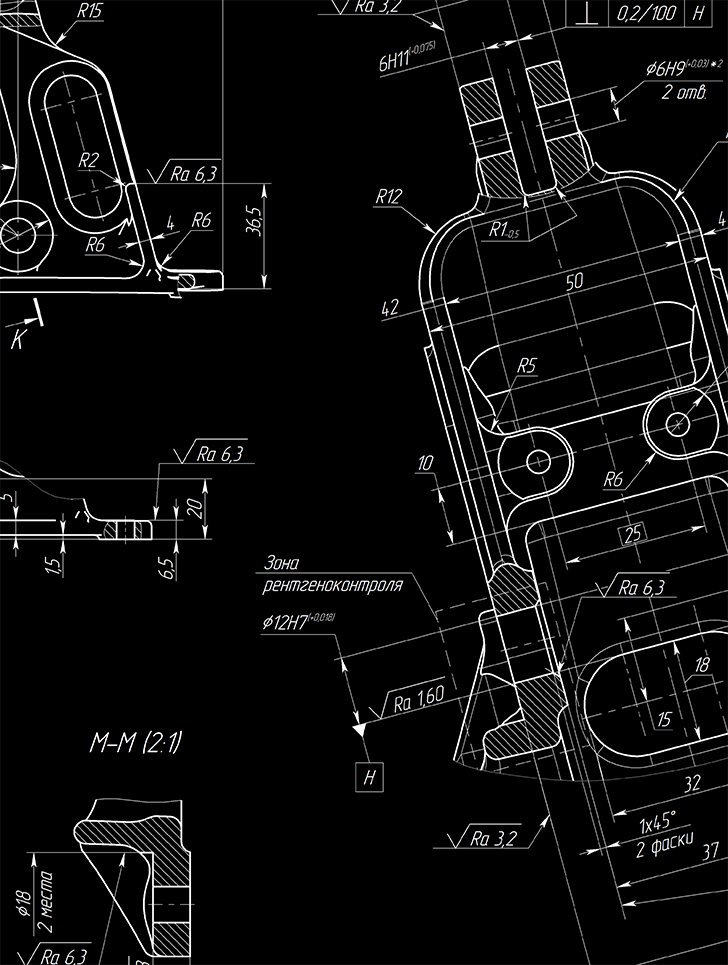 R15
Ra 3,2
⊥ 0,2/100 H
6H11(+0,075)
ϕ6H9(+0,03)*2
2 отв.
R2
Ra 6,3
R12
R6
4
R6
36,5
R1-0,5
4
50
42
К
R5
10
R6
Ra 6,3
5
1,5
6,5
20
25
Зона
рентгеноконтроля
ϕ12H7(+0,018)
Ra 6,3
Ra 1,60
18
15
М–М (2:1)
Н
32
1x45°
2 фаски
37
Ra 3,2
ϕ18
2 места
Ra 6,3